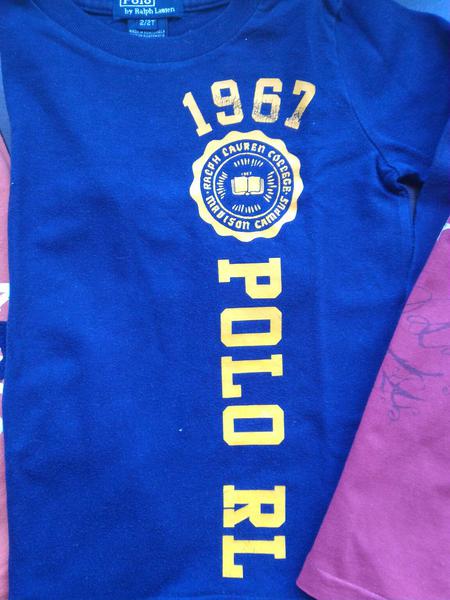 POLO
by Ralph Lauren
2/2T
1967
RALPH LAUREN COLLEGE
1967
MADISON CAMPUS
POLO RL